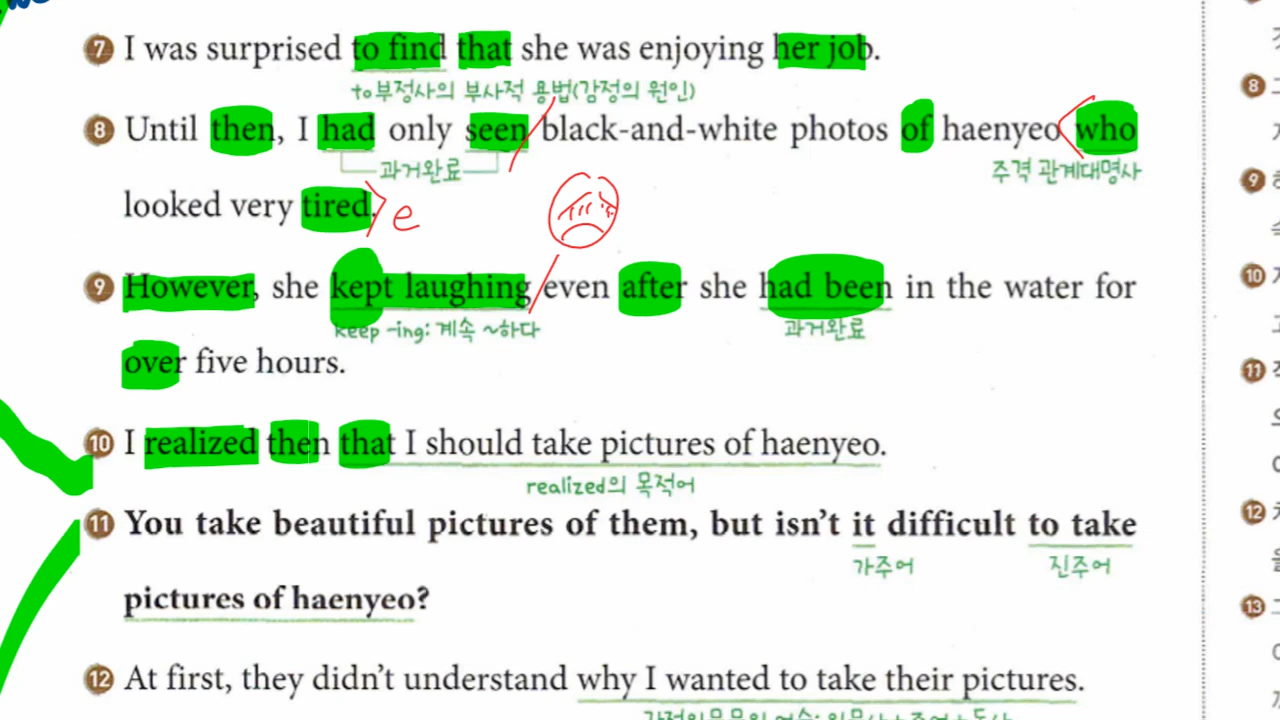 7 I was surprised to find that she was enjoying her job.
to부정사의 부사적 용법(감정의 원인)
8 Until then, I had only seen black-and-white photos of haenyeo who
과거완료 주격 관계대명사
looked very tired. e
9 However, she kept laughing even after she had been in the water for
keep -ing: 계속 ~하다 과거완료
over five hours.
10 I realized then that I should take pictures of haenyeo.
realized의 목적어
11 You take beautiful pictures of them, but isn't it difficult to take
가주어 진주어
pictures of haenyeo?
12 At first, they didn't understand why I wanted to take their pictures.
8
9
10
11
12
13